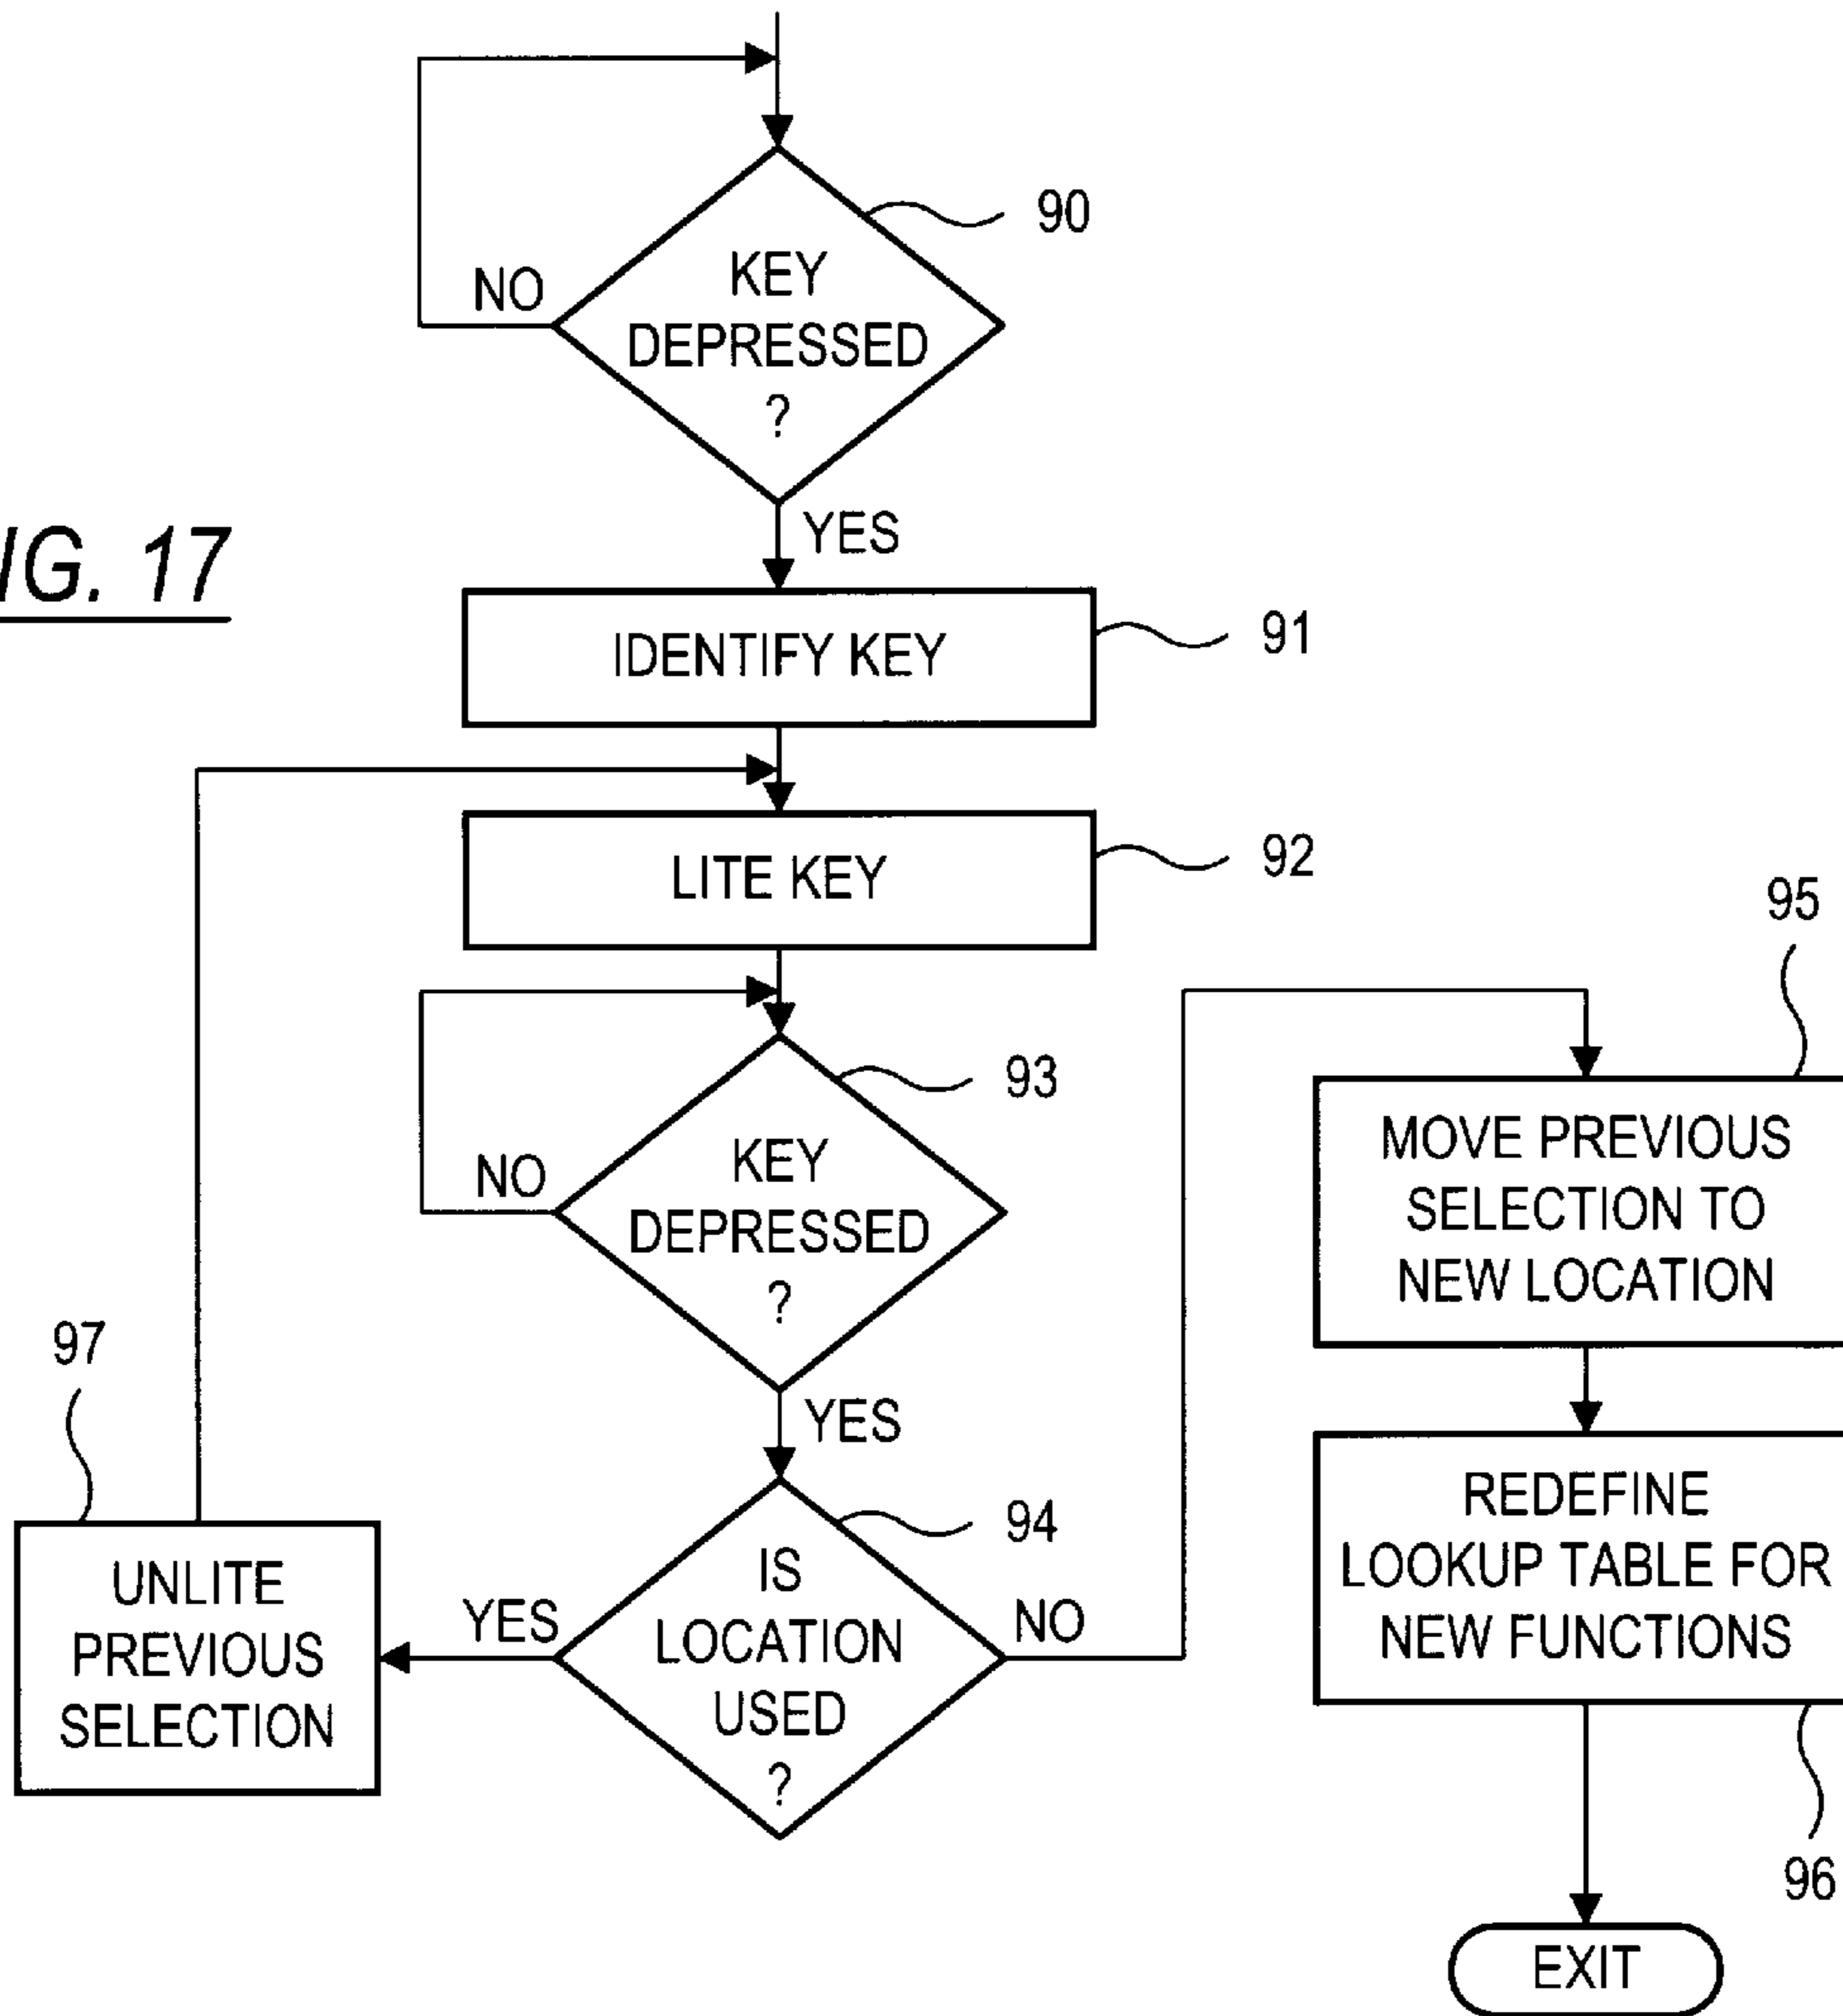 90
KEY
DEPRESSED
?
NO
YES
IG. 17
IDENTIFY KEY
91
LITE KEY
92
93
KEY
DEPRESSED
?
NO
YES
94
IS
LOCATION
USED
?
YES
NO
97
UNLITE
PREVIOUS
SELECTION
95
MOVE PREVIOUS
SELECTION TO
NEW LOCATION
REDEFINE
LOOKUP TABLE FOR
NEW FUNCTIONS
96
EXIT